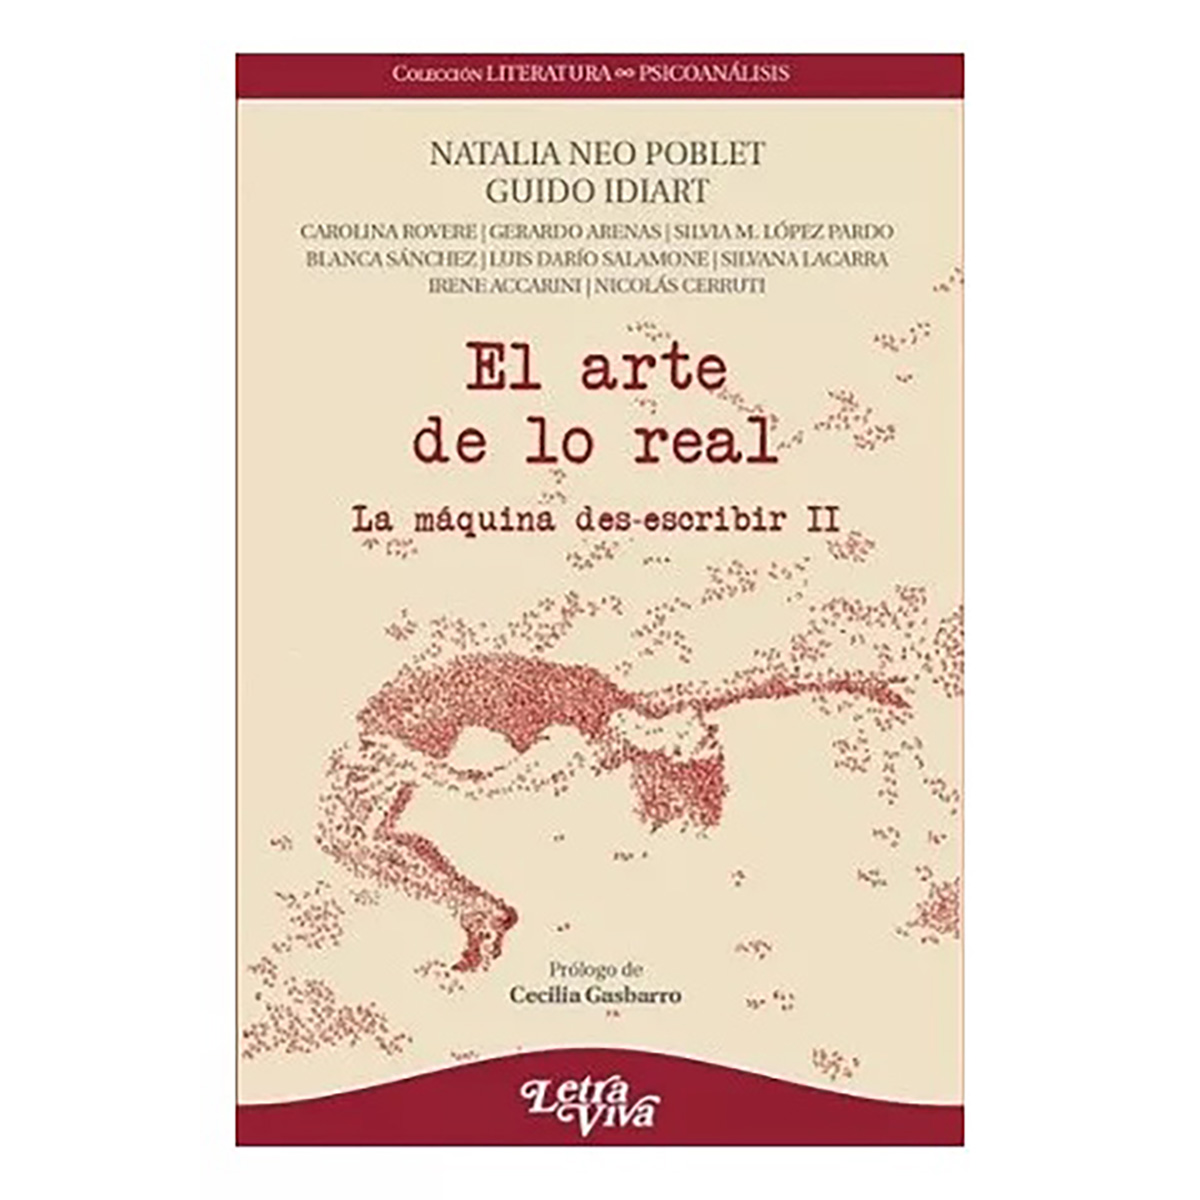 Colección LITERATURA ∞ PSICOANÁLISIS
NATALIA NEO POBLET
GUIDO IDIART
CAROLINA ROVERE | GERARDO ARENAS | SILVIA M. LÓPEZ PARDO
BLANCA SÁNCHEZ | LUIS DARÍO SALAMONE | SILVANA LACARRA
IRENE ACCARINI | NICOLÁS CERRUTI
El arte
de lo real
La máquina des-escribir II
Prólogo de
Cecilia Gasbarro
Letra
Viva